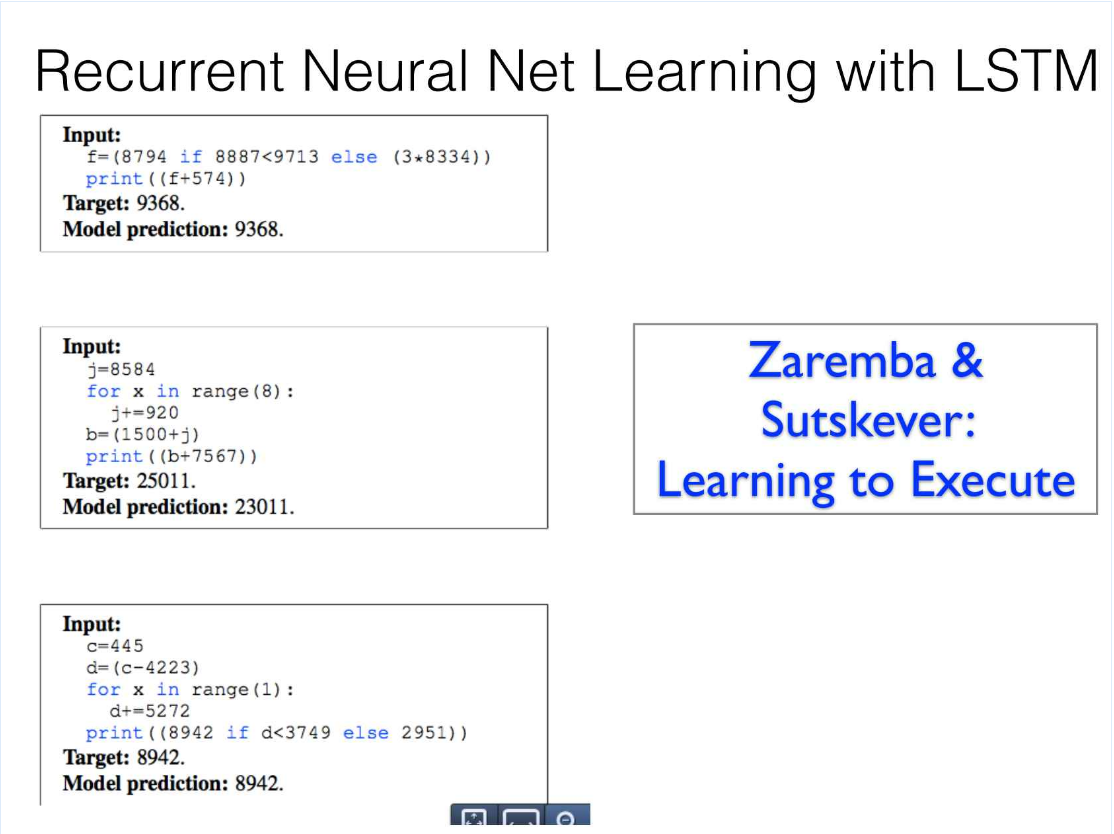 Recurrent Neural Net Learning with LSTM
Input:
f=(8794 if 8887<9713 else (3*8334))
print((f+574))
Target: 9368.
Model prediction: 9368.
Input:
j=8584
for x in range(8):
j+=920
b=(1500+j)
print((b+7567))
Target: 25011.
Model prediction: 23011.
Zaremba &
Sutskever:
Learning to Execute
Input:
c=445
d=(c-4223)
for x in range(1):
d+=5272
print((8942 if d<3749 else 2951))
Target: 8942.
Model prediction: 8942.